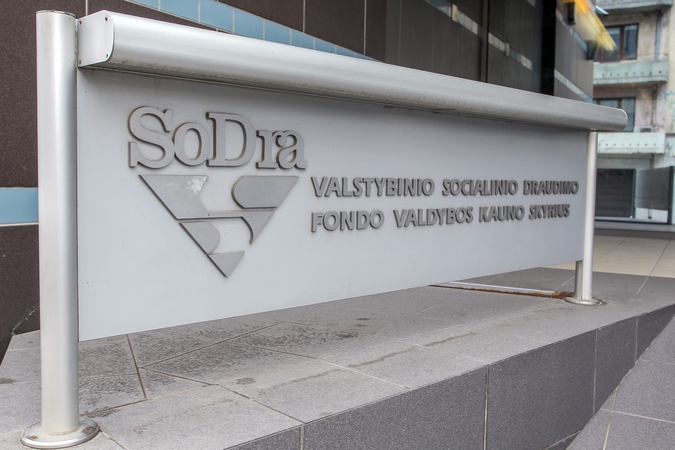 SoDra
VALSTYBINIO SOCIALINIO DRAUDIMO
FONDO VALDYBOS KAUNO SKYRIUS